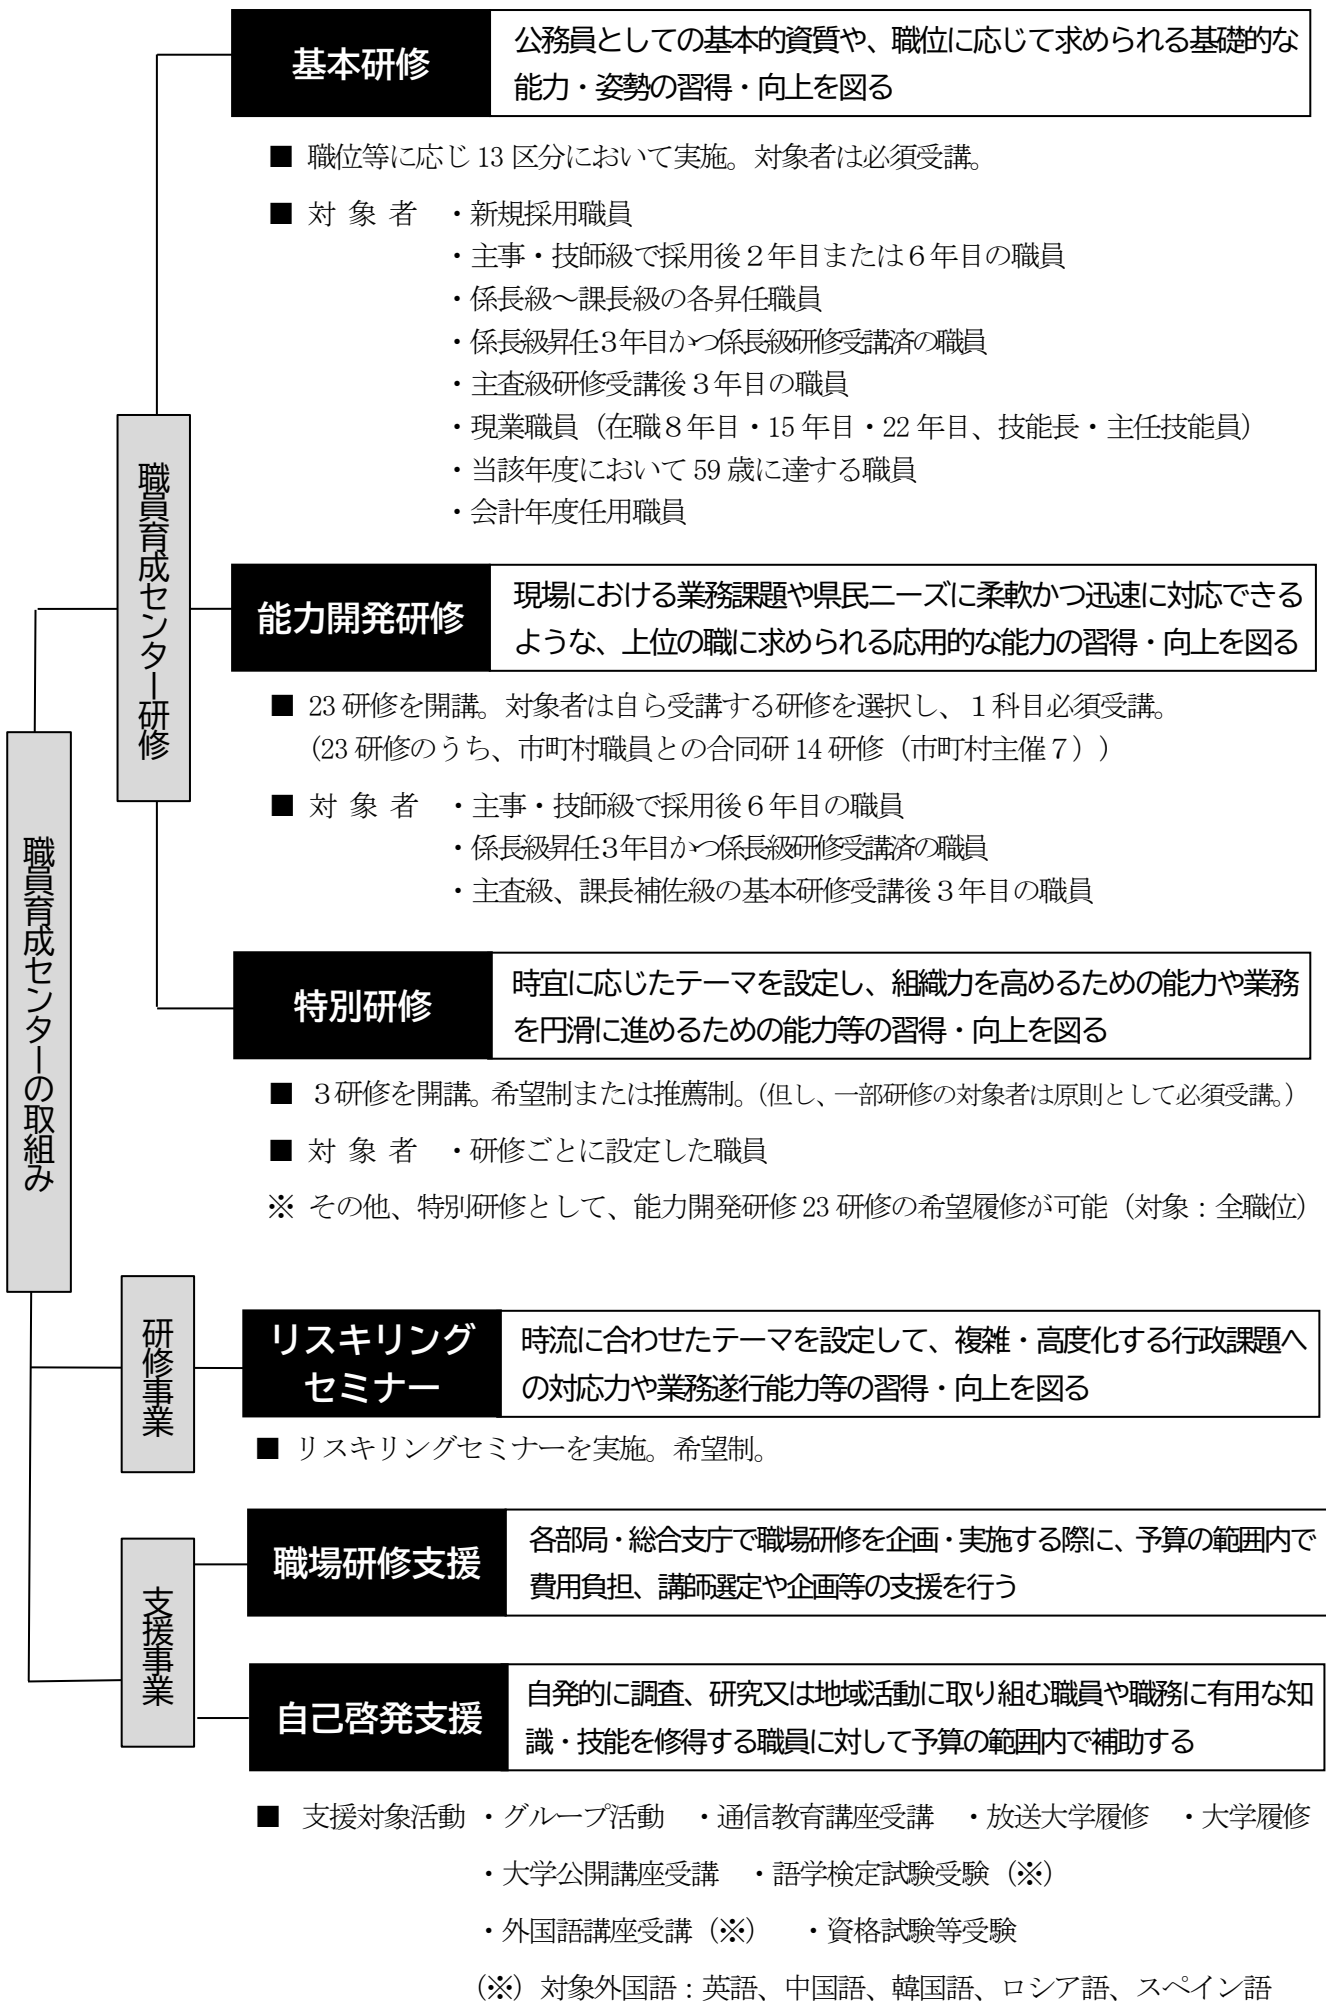 職員育成センターの取組み
職員育成センター研修
基本研修
公務員としての基本的資質や、職位に応じて求められる基礎的な
能力・姿勢の習得・向上を図る
■ 職位等に応じ 13 区分において実施。対象者は必須受講。
■ 対 象 者 ・新規採用職員
・主事・技師級で採用後２年目または６年目の職員
・係長級～課長級の各昇任職員
・係長級昇任３年目かつ係長級研修受講済の職員
・主査級研修受講後３年目の職員
・現業職員（在職８年目・15 年目・22 年目、技能長・主任技能員）
・当該年度において 59 歳に達する職員
・会計年度任用職員
能力開発研修
現場における業務課題や県民ニーズに柔軟かつ迅速に対応できる
ような、上位の職に求められる応用的な能力の習得・向上を図る
■ 23 研修を開講。対象者は自ら受講する研修を選択し、１科目必須受講。
（23 研修のうち、市町村職員との合同研 14 研修（市町村主催７））
■ 対 象 者 ・主事・技師級で採用後６年目の職員
・係長級昇任３年目かつ係長級研修受講済の職員
・主査級、課長補佐級の基本研修受講後３年目の職員
特別研修
時宜に応じたテーマを設定し、組織力を高めるための能力や業務
を円滑に進めるための能力等の習得・向上を図る
■ ３研修を開講。希望制または推薦制。（但し、一部研修の対象者は原則として必須受講。）
■ 対 象 者 ・研修ごとに設定した職員
※ その他、特別研修として、能力開発研修 23 研修の希望履修が可能（対象：全職位）
研修事業
リスキリング
セミナー
時流に合わせたテーマを設定して、複雑・高度化する行政課題へ
の対応力や業務遂行能力等の習得・向上を図る
■ リスキリングセミナーを実施。希望制。
支援事業
職場研修支援
各部局・総合支庁で職場研修を企画・実施する際に、予算の範囲内で
費用負担、講師選定や企画等の支援を行う
自己啓発支援
自発的に調査、研究又は地域活動に取り組む職員や職務に有用な知
識・技能を修得する職員に対して予算の範囲内で補助する
■ 支援対象活動 ・グループ活動 ・通信教育講座受講 ・放送大学履修 ・大学履修
・大学公開講座受講 ・語学検定試験受験（※）
・外国語講座受講（※） ・資格試験等受験
（※）対象外国語：英語、中国語、韓国語、ロシア語、スペイン語